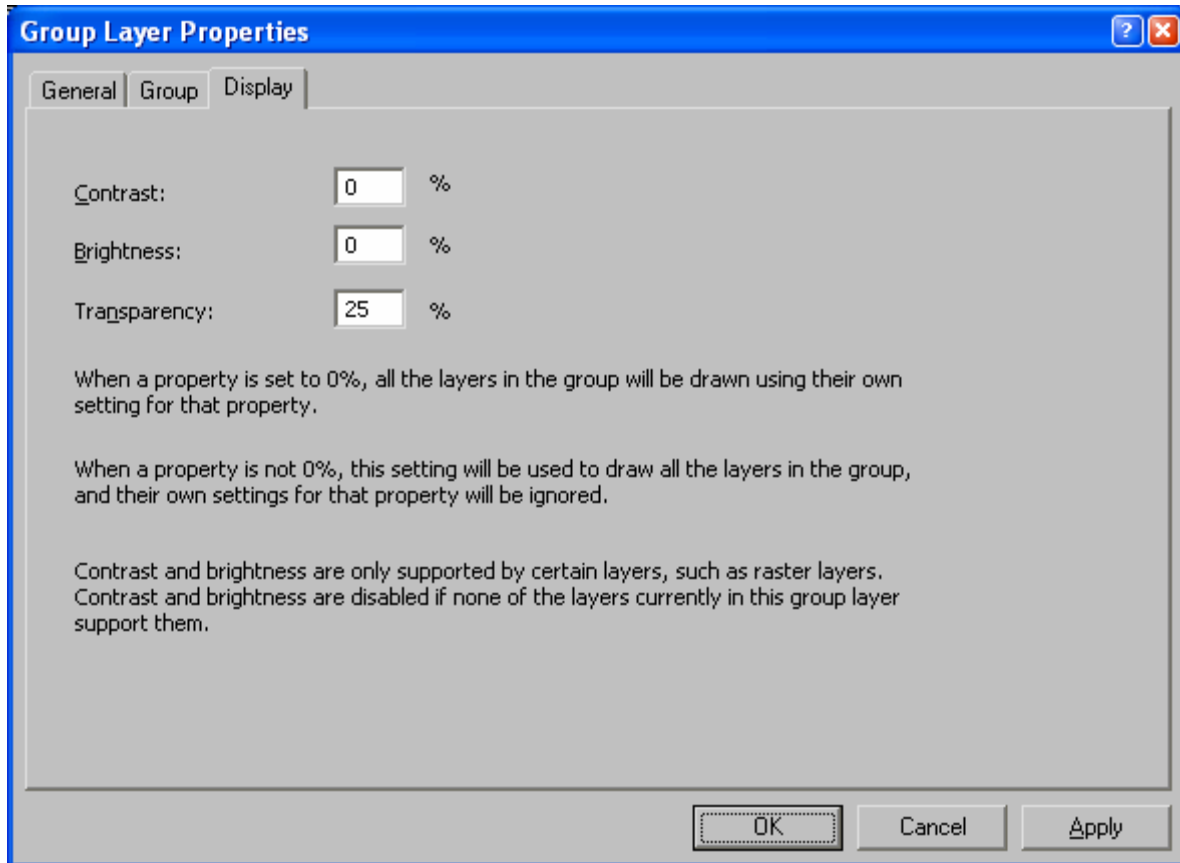 Group Layer Properties
General Group Display
Contrast: 0 %
Brightness: 0 %
Transparency: 25 %
When a property is set to 0%, all the layers in the group will be drawn using their own
setting for that property.
When a property is not 0%, this setting will be used to draw all the layers in the group,
and their own settings for that property will be ignored.
Contrast and brightness are only supported by certain layers, such as raster layers.
Contrast and brightness are disabled if none of the layers currently in this group layer
support them.
OK Cancel Apply